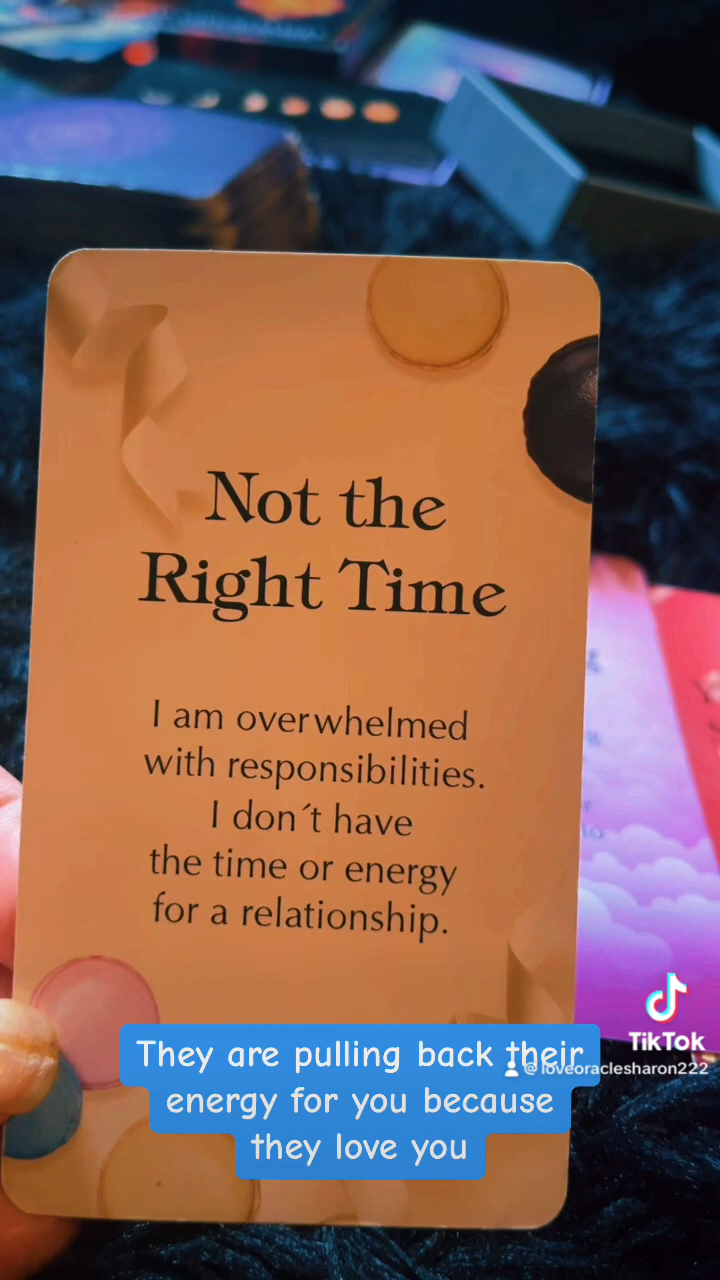 Not the
Right Time
I am overwhelmed
with responsibilities.
I don´t have
the time or energy
for a relationship.
They are pulling back their
energy for you because
they love you
TikTok
@loveoraclesharon222